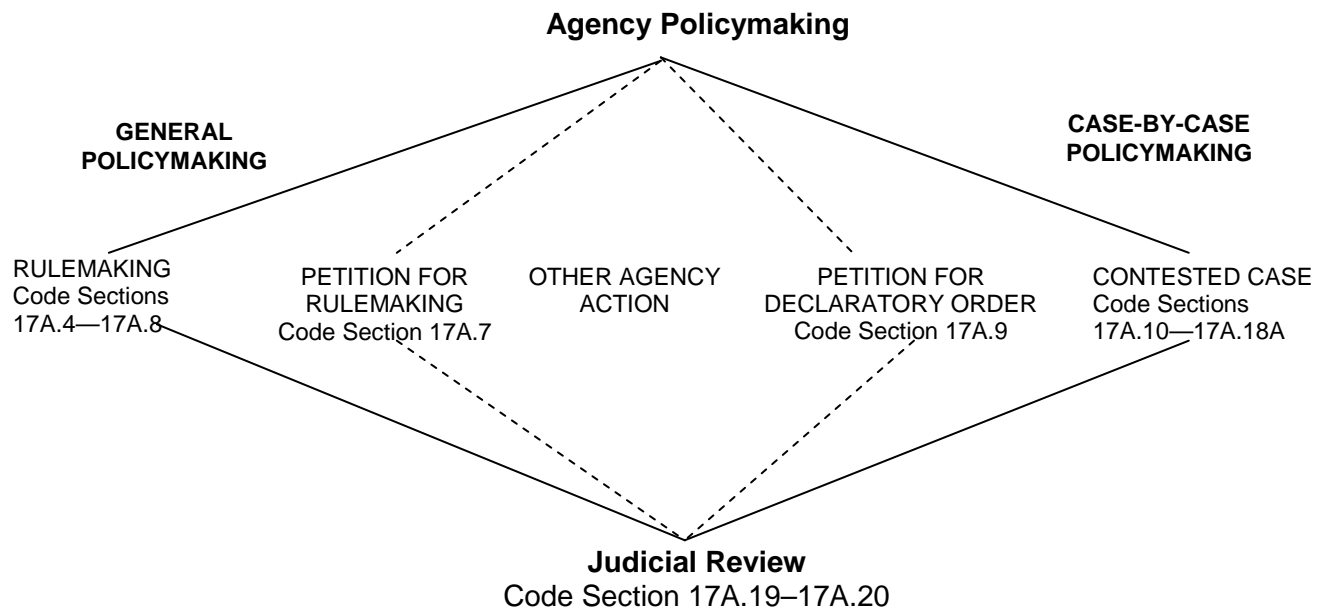 Agency Policymaking
GENERAL
POLICYMAKING
CASE-BY-CASE
POLICYMAKING
RULEMAKING
Code Sections
17A.4—17A.8
PETITION FOR
RULEMAKING
Code Section 17A.7
OTHER AGENCY
ACTION
PETITION FOR
DECLARATORY ORDER
Code Section 17A.9
CONTESTED CASE
Code Sections
17A.10—17A.18A
Judicial Review
Code Section 17A.19–17A.20